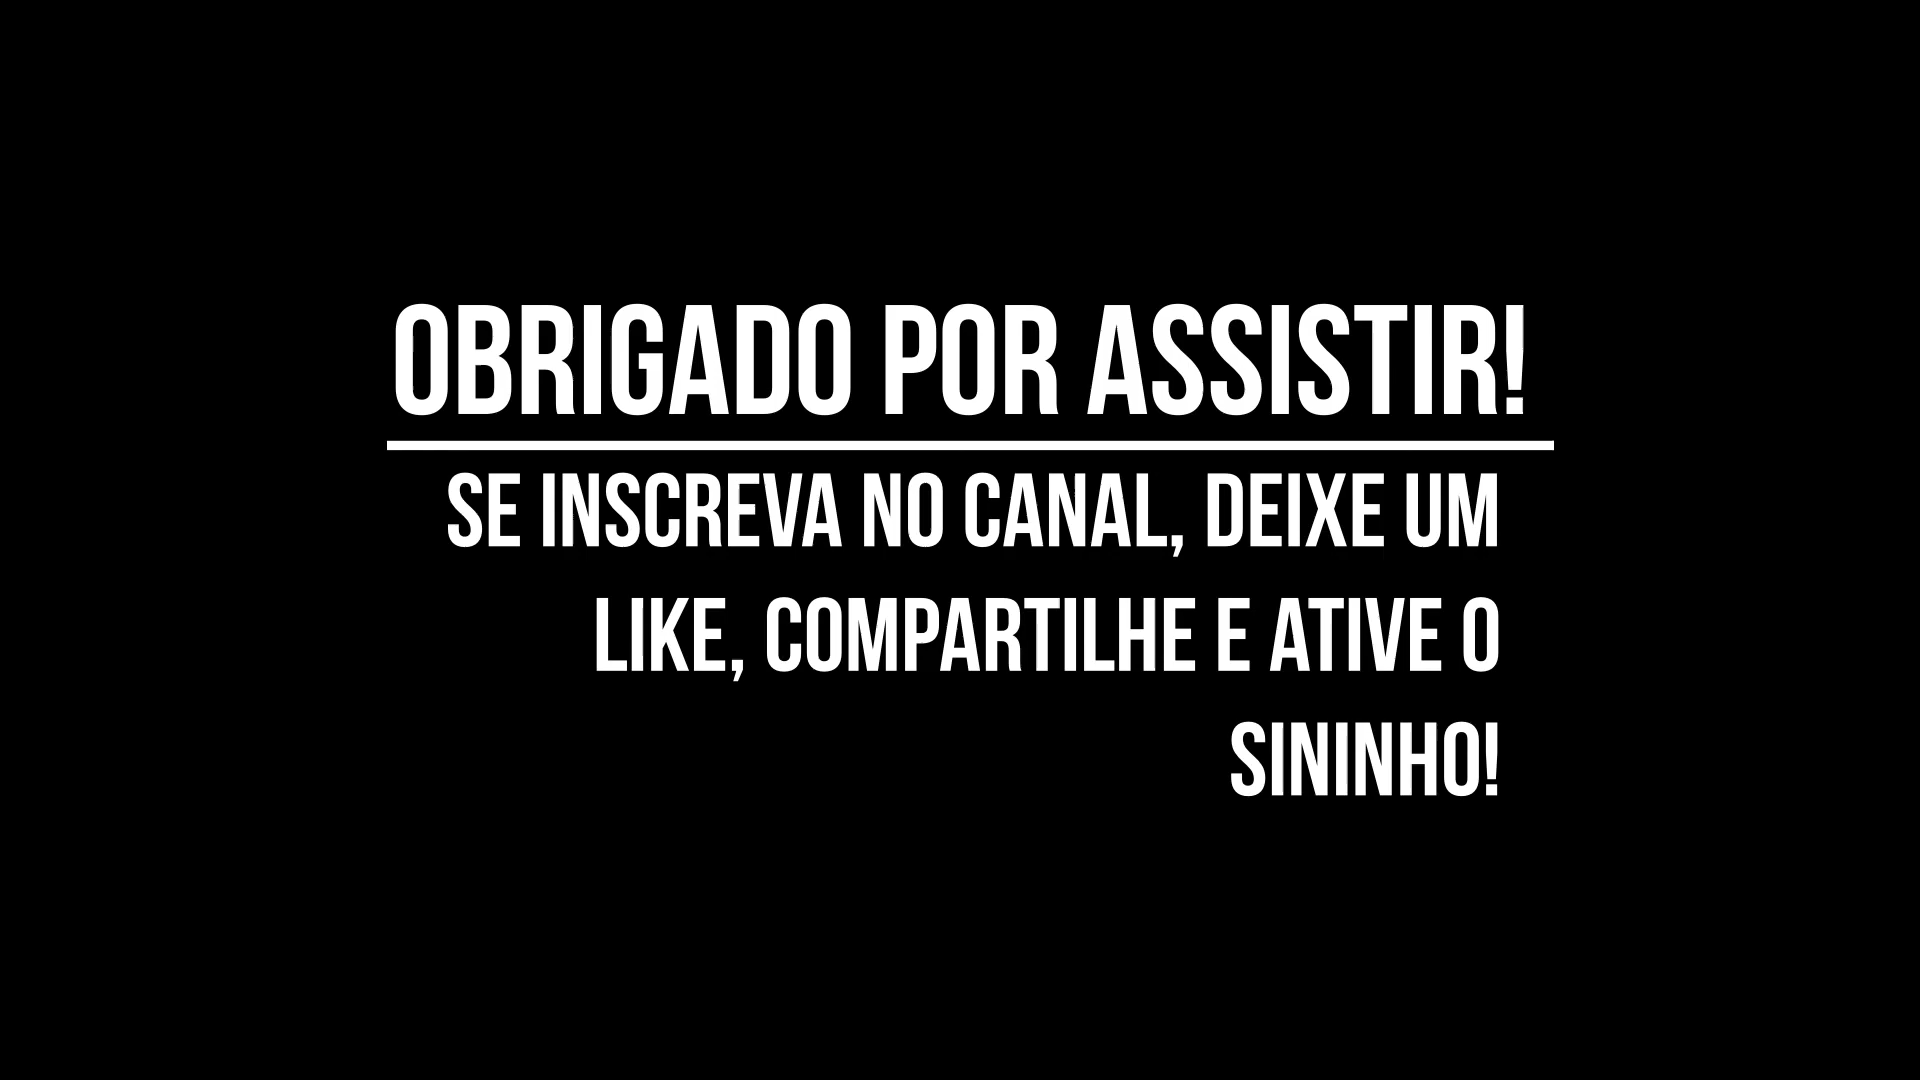 OBRIGADO POR ASSISTIR!
SE INSCREVA NO CANAL, DEIXE UM
LIKE, COMPARTILHE E ATIVE O
SININHO!